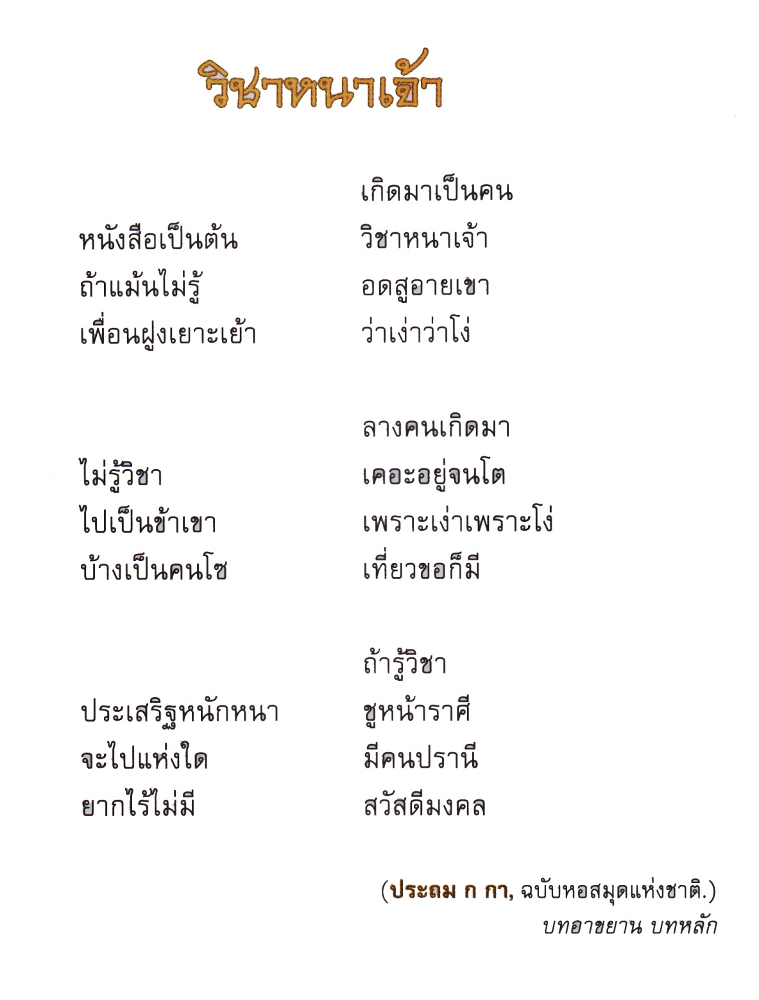 วิชาหนาเจ้า
เกิดมาเป็นคน
หนังสือเป็นต้น วิชาหนาเจ้า
ถ้าแม้นไม่รู้ อดสูอายเขา
เพื่อนฝูงเยาะเย้า ว่าเง่าว่าโง่
ลางคนเกิดมา
ไม่รู้วิชา เคอะอยู่จนโต
ไปเป็นข้าเขา เพราะเง่าเพราะโง่
บ้างเป็นคนโซ เที่ยวขอก็มี
ถ้ารู้วิชา
ประเสริฐหนักหนา ชูหน้าราศี
จะไปแห่งใด มีคนปรานี
ยากไร้ไม่มี สวัสดีมงคล
(ประถม ก กา, ฉบับหอสมุดแห่งชาติ.)
บทอาขยาน บทหลัก